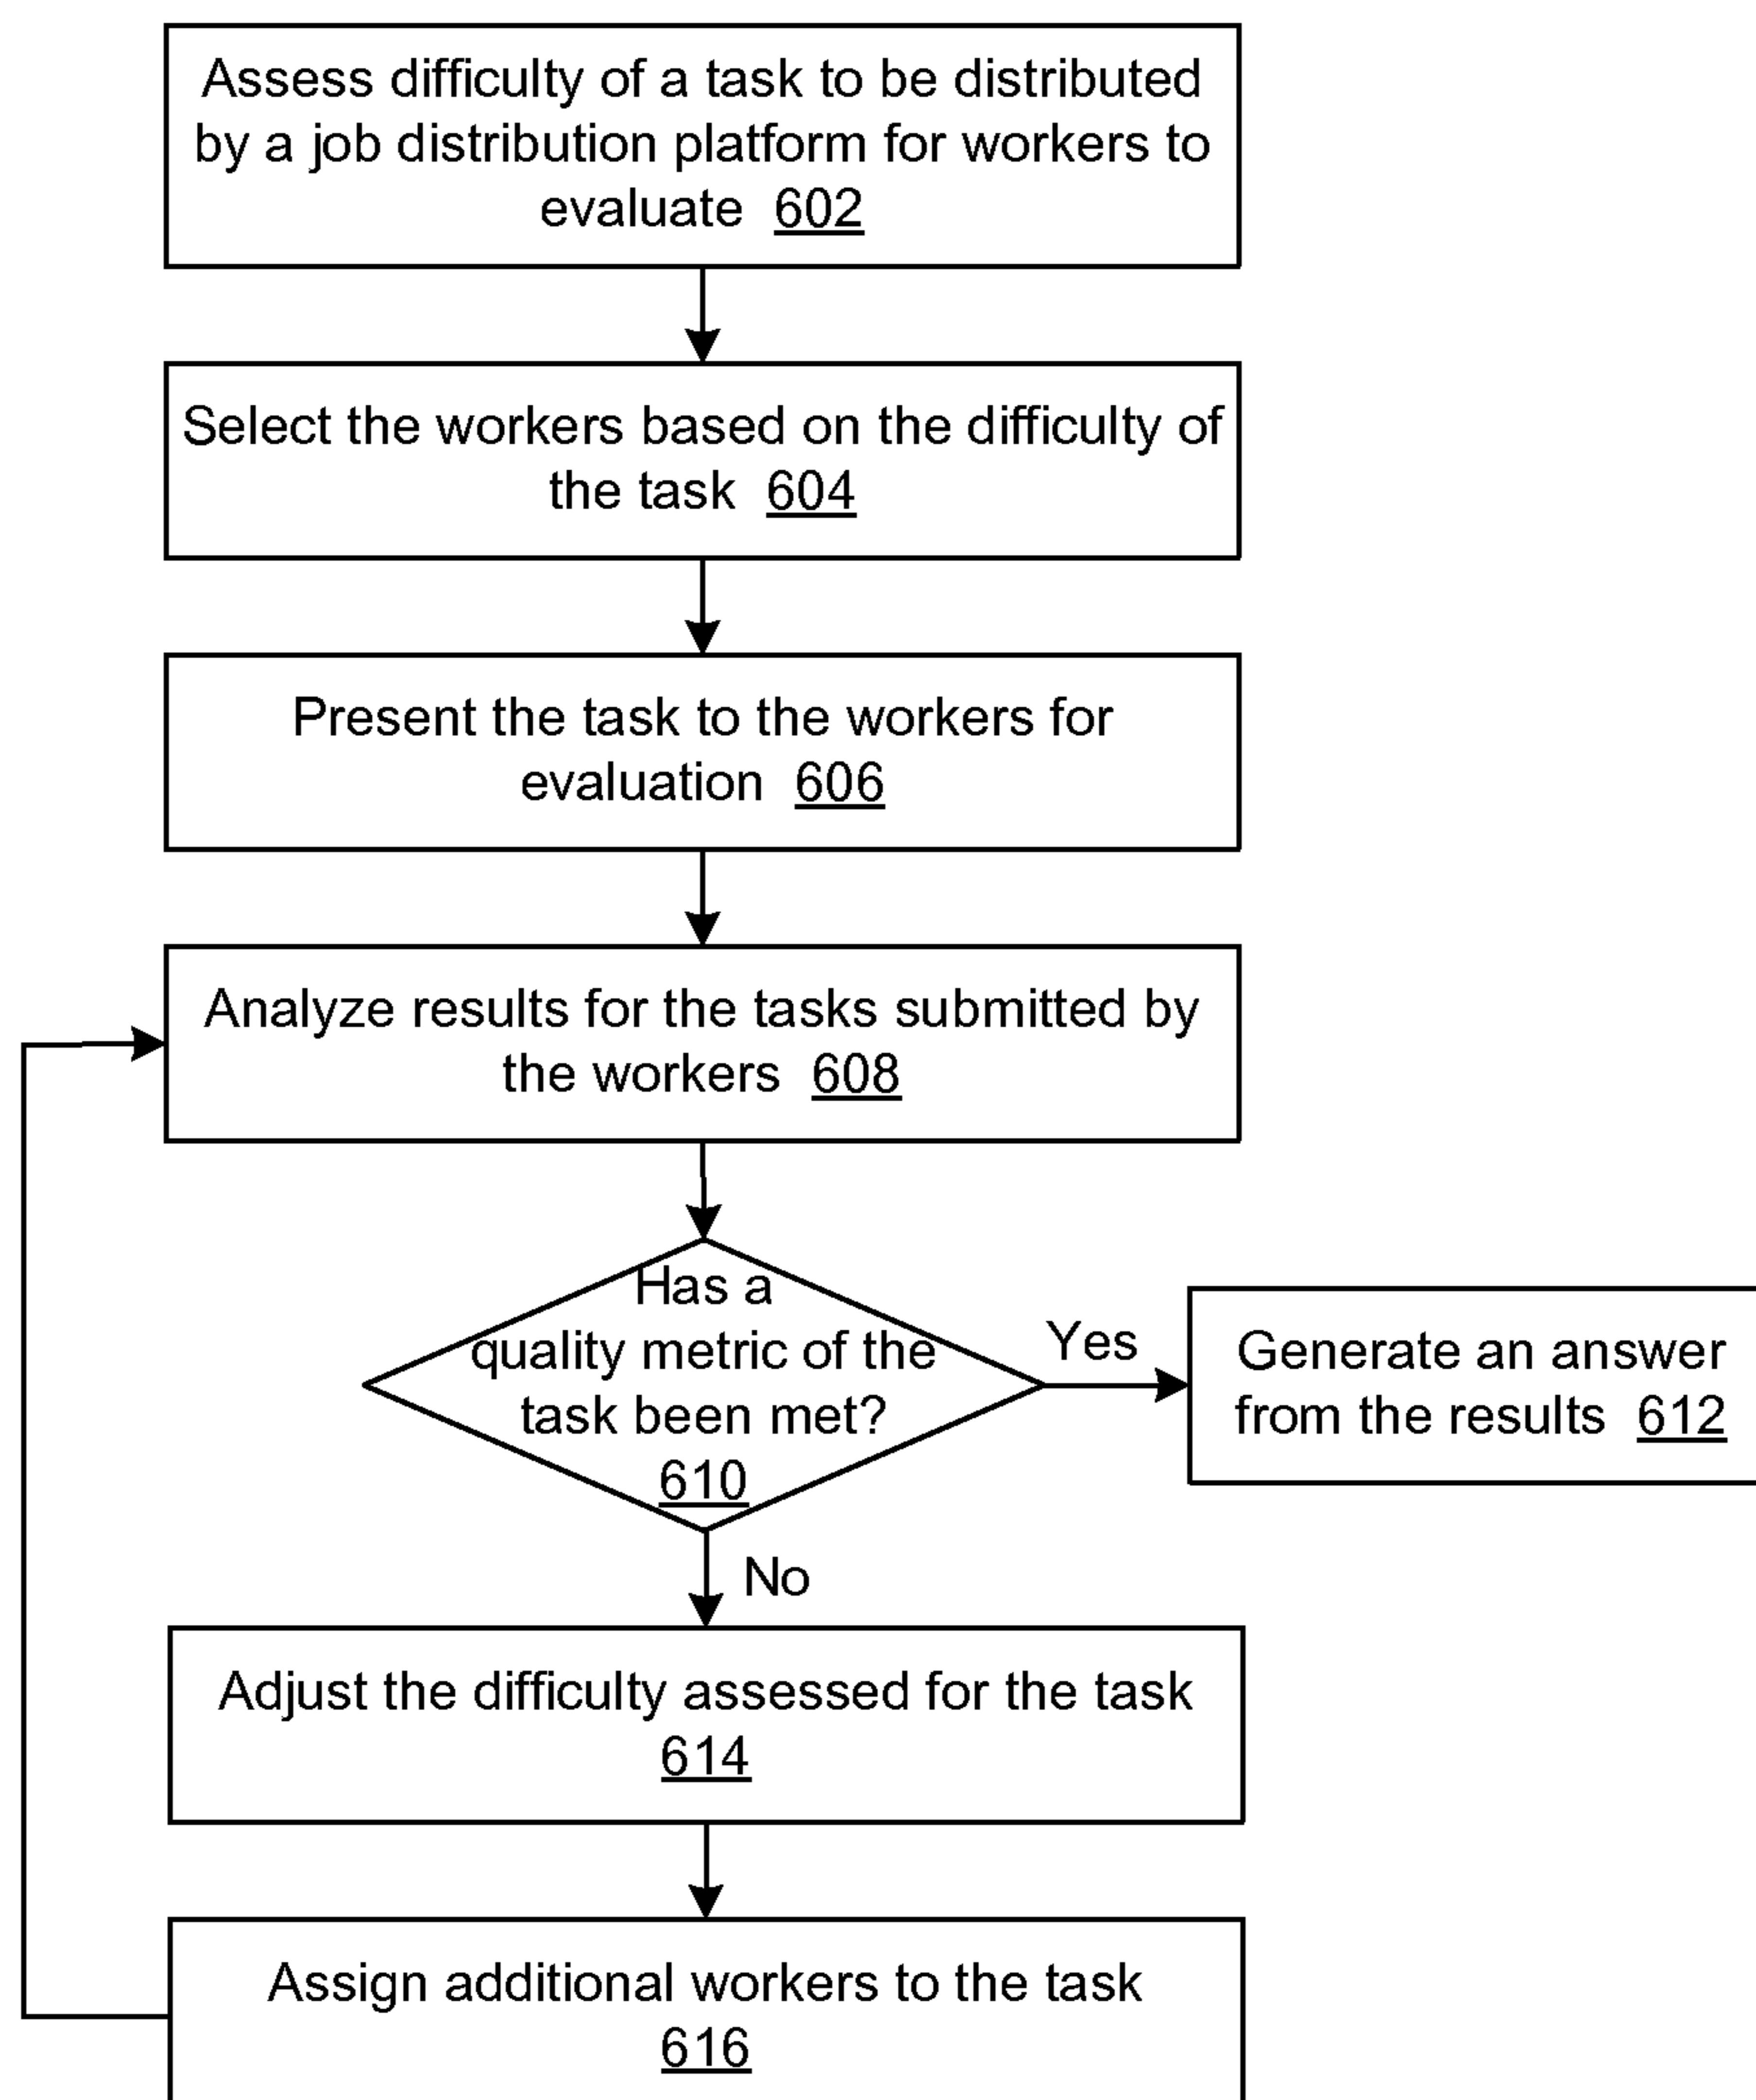 Assess difficulty of a task to be distributed
by a job distribution platform for workers to
evaluate 602
Select the workers based on the difficulty of
the task 604
Present the task to the workers for
evaluation 606
Analyze results for the tasks submitted by
the workers 608
Has a
quality metric of the
task been met?
610
Yes
Generate an answer
from the results 612
No
Adjust the difficulty assessed for the task
614
Assign additional workers to the task
616